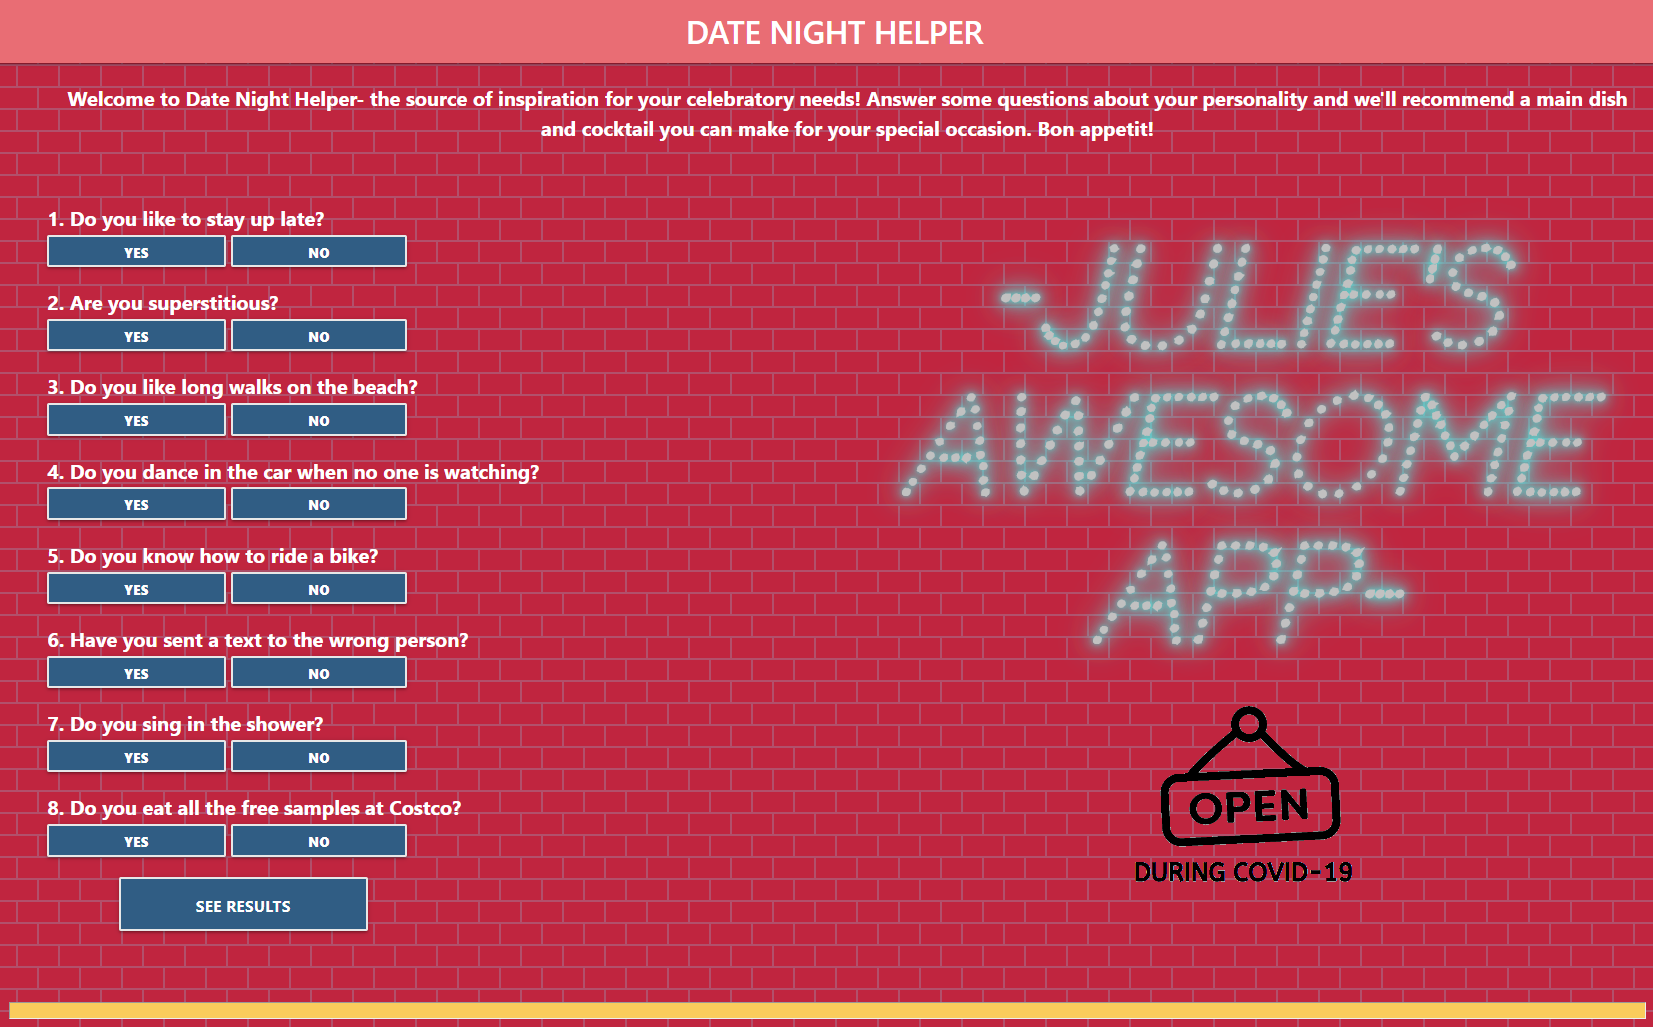 DATE NIGHT HELPER
Welcome to Date Night Helper- the source of inspiration for your celebratory needs! Answer some questions about your personality and we'll recommend a main dish
and cocktail you can make for your special occasion. Bon appetit!
1. Do you like to stay up late?
YES NO
2. Are you superstitious?
YES NO
3. Do you like long walks on the beach?
YES NO
4. Do you dance in the car when no one is watching?
YES NO
5. Do you know how to ride a bike?
YES NO
6. Have you sent a text to the wrong person?
YES NO
7. Do you sing in the shower?
YES NO
8. Do you eat all the free samples at Costco?
YES NO
SEE RESULTS
-JULIE'S
AWESOME
APP-
OPEN
DURING COVID-19